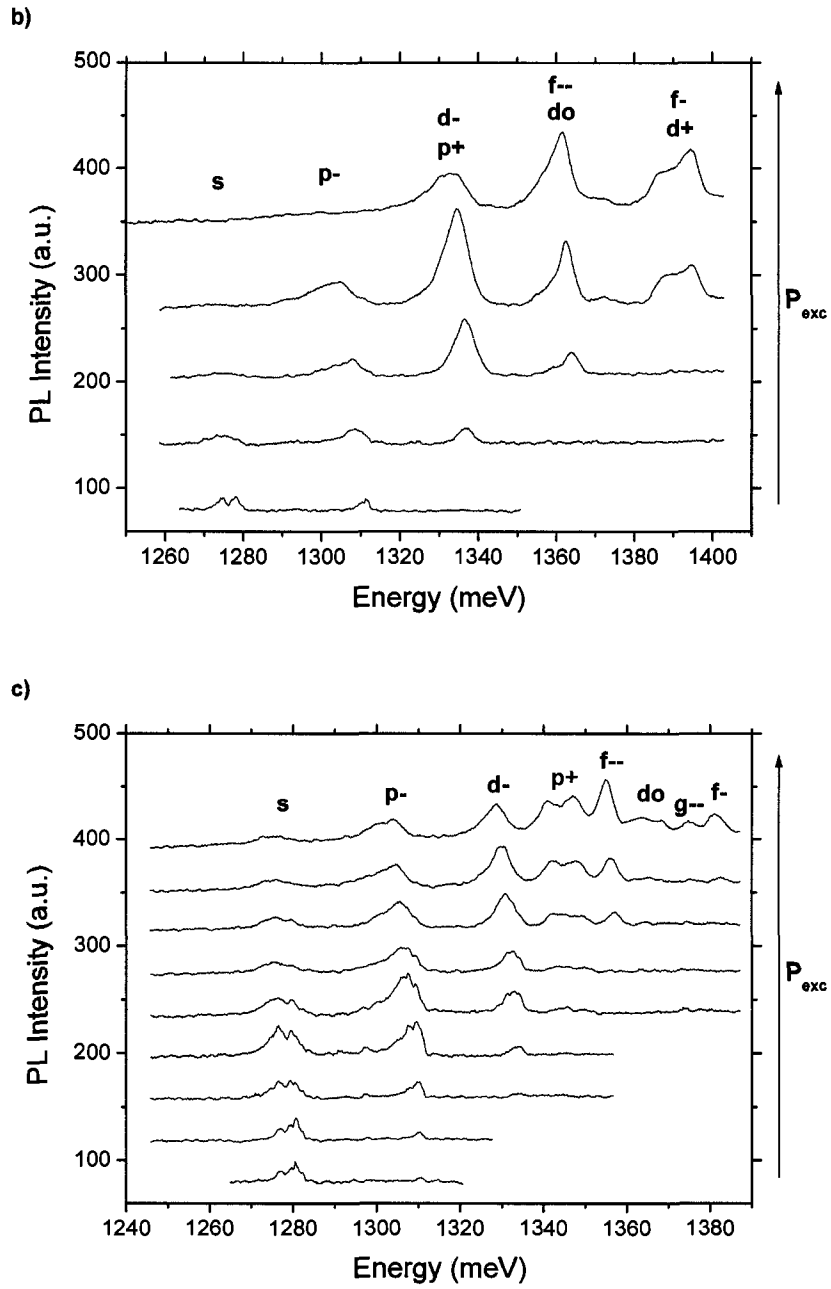 b)
500
400
300
200
100
PL Intensity (a.u.)
s
p-
d-
p+
f--
do
f-
d+
P exc
1260 1280 1300 1320 1340 1360 1380 1400
Energy (meV)
c)
500
400
300
200
100
PL Intensity (a.u.)
s
p-
d-
p+
f--
do
g--
f-
P exc
1240 1260 1280 1300 1320 1340 1360 1380
Energy (meV)